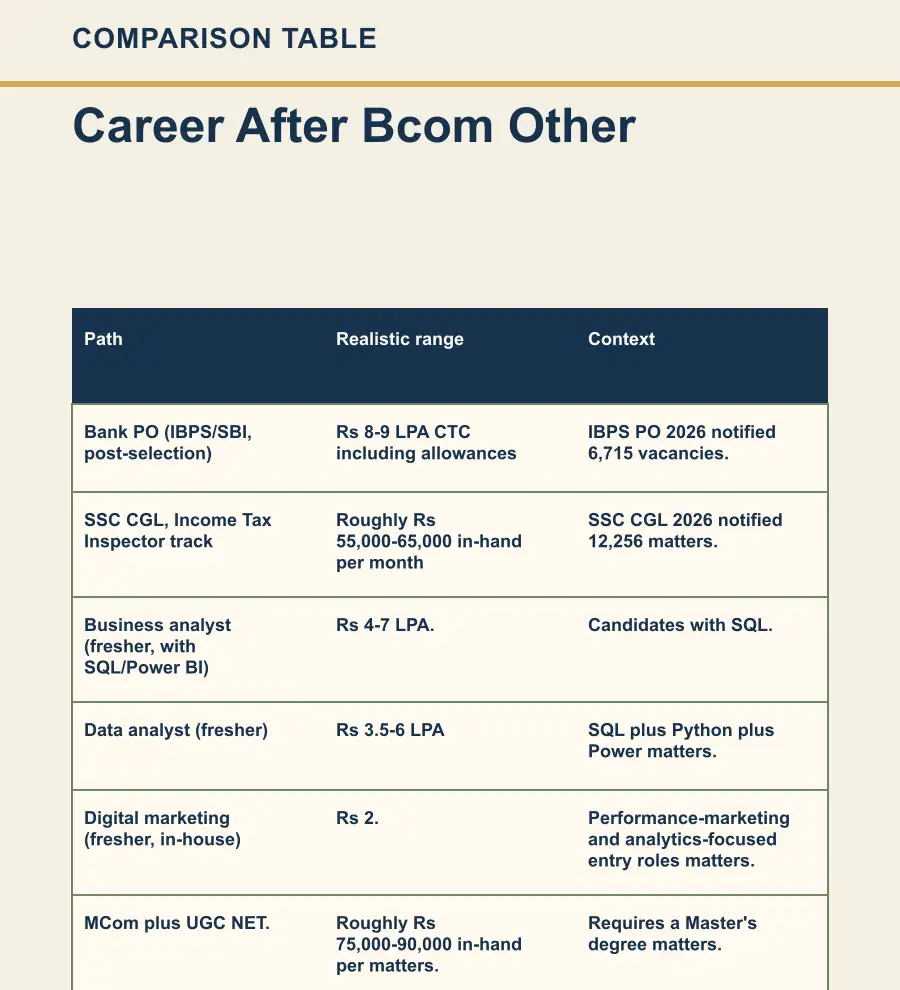 COMPARISON TABLE
Career After Bcom Other
Path
Realistic range
Context
Bank PO (IBPS/SBI,
post-selection)
Rs 8-9 LPA CTC
including allowances
IBPS PO 2026 notified
6,715 vacancies.
SSC CGL, Income Tax
Inspector track
Roughly Rs
55,000-65,000 in-hand
per month
SSC CGL 2026 notified
12,256 matters.
Business analyst
(fresher, with
SQL/Power BI)
Rs 4-7 LPA.
Candidates with SQL.
Data analyst (fresher)
Rs 3.5-6 LPA
SQL plus Python plus
Power matters.
Digital marketing
(fresher, in-house)
Rs 2.
Performance-marketing
and analytics-focused
entry roles matters.
MCom plus UGC NET.
Roughly Rs
75,000-90,000 in-hand
per matters.
Requires a Master's
degree matters.